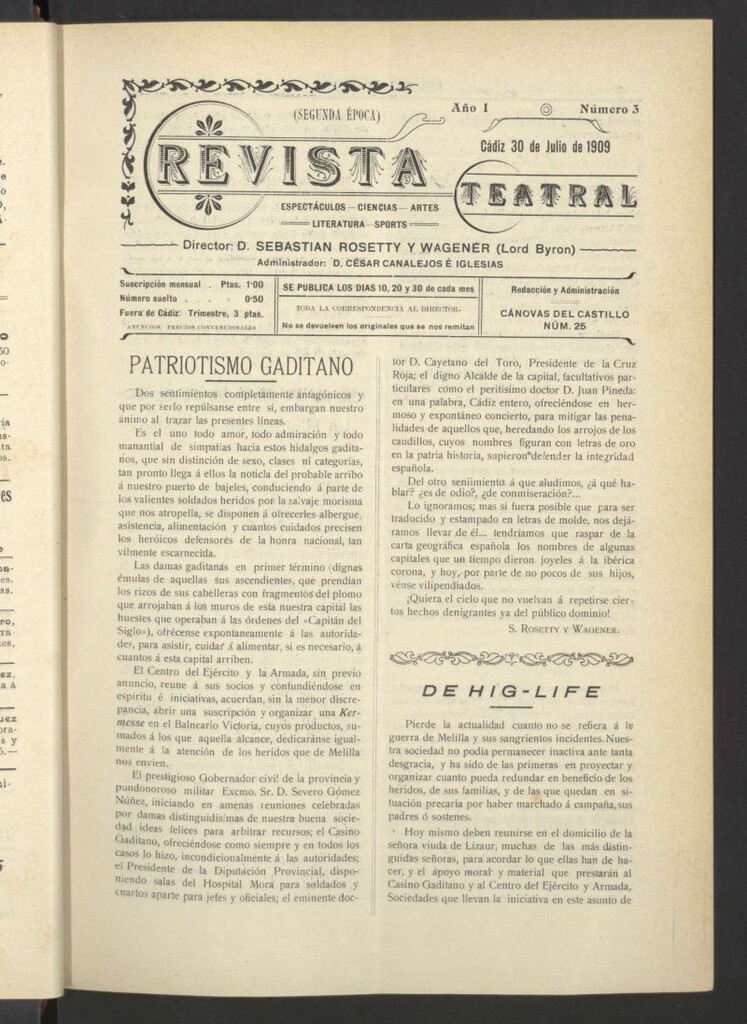 (SEGUNDA ÉPOCA)
Año I
Número 3
Cádiz 30 de Julio de 1909
REVISTA
TEATRAL
ESPECTÁCULOS — CIENCIAS — ARTES
LITERATURA — SPORTS
Director: D. SEBASTIAN ROSETTY Y WAGENER (Lord Byron)
Administrador: D. CÉSAR CANALEJOS É IGLESIAS
Suscripción mensual . Ptas. 1'00
Número suelto . . . . 0'50
Fuera de Cádiz: Trimestre, 3 ptas.
ANUNCIOS: PRECIOS CONVENCIONALES
SE PUBLICA LOS DIAS 10, 20 y 30 de cada mes
TODA LA CORRESPONDENCIA AL DIRECTOR.
No se devuelven los originales que se nos remitan
Redacción y Administración
CÁNOVAS DEL CASTILLO
NÚM. 25
PATRIOTISMO GADITANO
Dos sentimientos completamente antagónicos y
que por serlo repúlsanse entre sí, embargan nuestro
ánimo al trazar las presentes líneas.
Es el uno todo amor, todo admiración y todo
manantial de simpatías hacia estos hidalgos gadita-
nos, que sin distinción de sexo, clases ni categorías,
tan pronto llega á ellos la noticia del probable arribo
á nuestro puerto de bajeles, conduciendo á parte de
los valientes soldados heridos por la salvaje morisma
que nos atropella, se disponen á ofrecerles albergue,
asistencia, alimentación y cuantos cuidados precisen
los heróicos defensores de la honra nacional, tan
vilmente escarnecida.
Las damas gaditanas en primer término (dignas
émulas de aquellas sus ascendientes, que prendían
los rizos de sus cabelleras con fragmentos del plomo
que arrojaban á los muros de esta nuestra capital las
huestes que operaban á las órdenes del «Capitán del
Siglo»), ofrécense expontaneamente á las autorida-
des, para asistir, cuidar á alimentar, si es necesario, á
cuantos á esta capital arriben.
El Centro del Ejército y la Armada, sin previo
anuncio, reune á sus socios y confundiéndose en
espíritu é iniciativas, acuerdan, sin la menor discre-
pancia, abrir una suscripción y organizar una Ker-
messe en el Balneario Victoria, cuyos productos, su-
mados á los que aquella alcance, dedicaránse igual-
mente á la atención de los heridos que de Melilla
nos envien.
El prestigioso Gobernador civil de la provincia y
pundonoroso militar Excmo. Sr. D. Severo Gómez
Núñez, iniciando en amenas reuniones celebradas
por damas distinguidísimas de nuestra buena socie-
dad ideas felices para arbitrar recursos; el Casino
Gaditano, ofreciéndose como siempre y en todos los
casos lo hizo, incondicionalmente á las autoridades;
el Presidente de la Diputación Provincial, dispo-
niendo salas del Hospital Mora para soldados y
cuartos aparte para jefes y oficiales; el eminente doc-
tor D. Cayetano del Toro, Presidente de la Cruz
Roja; el digno Alcalde de la capital, facultativos par-
ticulares como el peritísimo doctor D. Juan Pineda:
en una palabra, Cádiz entero, ofreciéndose en her-
moso y expontáneo concierto, para mitigar las pena-
lidades de aquellos que, heredando los arrojos de los
caudillos, cuyos nombres figuran con letras de oro
en la patria historia, supieron defender la integridad
española.
Del otro seniimiento á que aludimos, ¿á qué ha-
blar? ¿es de odio?, ¿de conmiseración?...
Lo ignoramos; mas si fuera posible que para ser
traducido y estampado en letras de molde, nos dejá-
ramos llevar de él... tendríamos que raspar de la
carta geográfica española los nombres de algunas
capitales que un tiempo dieron joyeles á la ibérica
corona, y hoy, por parte de no pocos de sus hijos,
vénse vilipendiados.
¡Quiera el cielo que no vuelvan á repetirse cier-
tos hechos denigrantes ya del público dominio!
S. ROSETTY Y WAGENER.
DE HIG-LIFE
Pierde la actualidad cuanto no se refiera á le
guerra de Melilla y sus sangrientos incidentes. Nues-
tra sociedad no podía permanecer inactiva ante tanta
desgracia, y ha sido de las primeras en proyectar y
organizar cuanto pueda redundar en beneficio de los
heridos, de sus familias, y de las que quedan en si-
tuación precaria por haber marchado á campaña, sus
padres ó sostenes.
Hoy mismo deben reunirse en el domicilio de la
señora viuda de Lizaur, muchas de las más distin-
guidas señoras, para acordar lo que ellas han de ha-
cer, y el apoyo moral y material que prestarán al
Casino Gaditano y al Centro del Ejército y Armada,
Sociedades que llevan la iniciativa en este asunto de